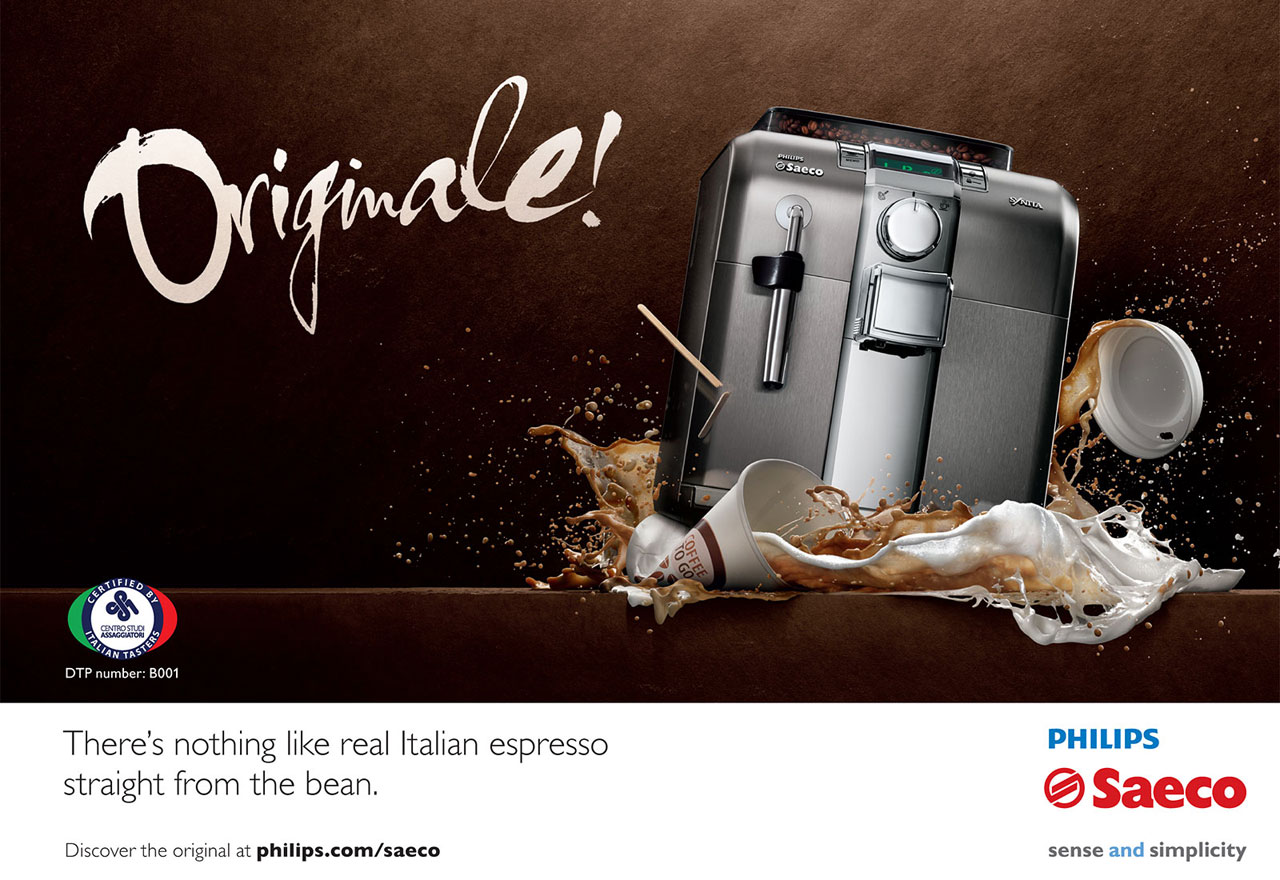 Originale!
PHILIPS
Saeco
SYNTIA
COFFEE
TO GO
CERTIFIED BY
CENTRO STUDI
ASSAGGIATORI
ITALIAN TASTERS
DTP number: B001
There's nothing like real Italian espresso
straight from the bean.
Discover the original at philips.com/saeco
PHILIPS
Saeco
sense and simplicity